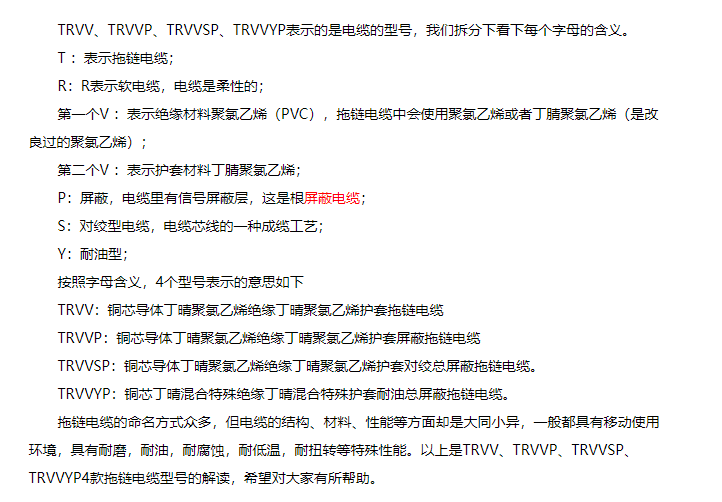 TRVV、TRVVP、TRVVSP、TRVVYP表示的是电缆的型号，我们拆分下看下每个字母的含义。
T ：表示拖链电缆；
R：R表示软电缆，电缆是柔性的；
第一个V ：表示绝缘材料聚氯乙烯（PVC），拖链电缆中会使用聚氯乙烯或者丁腈聚氯乙烯（是改
良过的聚氯乙烯）；
第二个V ：表示护套材料丁腈聚氯乙烯；
P：屏蔽，电缆里有信号屏蔽层，这是根屏蔽电缆；
S：对绞型电缆，电缆芯线的一种成缆工艺；
Y：耐油型；
按照字母含义，4个型号表示的意思如下
TRVV：铜芯导体丁晴聚氯乙烯绝缘丁晴聚氯乙烯护套拖链电缆
TRVVP：铜芯导体丁晴聚氯乙烯绝缘丁晴聚氯乙烯护套屏蔽拖链电缆
TRVVSP：铜芯导体丁晴聚氯乙烯绝缘丁晴聚氯乙烯护套对绞总屏蔽拖链电缆。
TRVVYP：铜芯丁晴混合特殊绝缘丁晴混合特殊护套耐油总屏蔽拖链电缆。
拖链电缆的命名方式众多，但电缆的结构、材料、性能等方面却是大同小异，一般都具有移动使用
环境，具有耐磨，耐油，耐腐蚀，耐低温，耐扭转等特殊性能。以上是TRVV、TRVVP、TRVVSP、
TRVVYP4款拖链电缆型号的解读，希望对大家有所帮助。